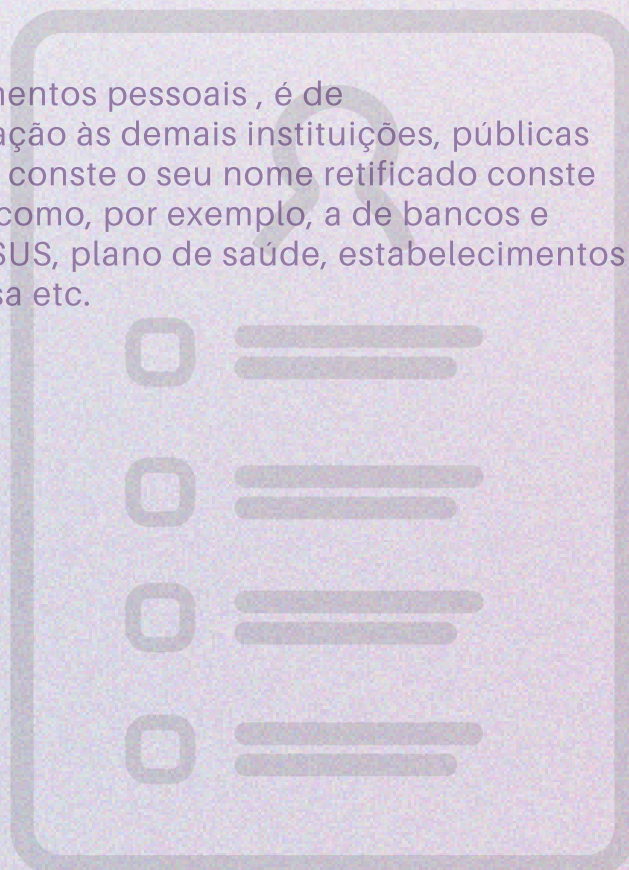 mentos pessoais , é de
ação às demais instituições, públicas
conste o seu nome retificado conste
como, por exemplo, a de bancos e
SUS, plano de saúde, estabelecimentos
sa etc.